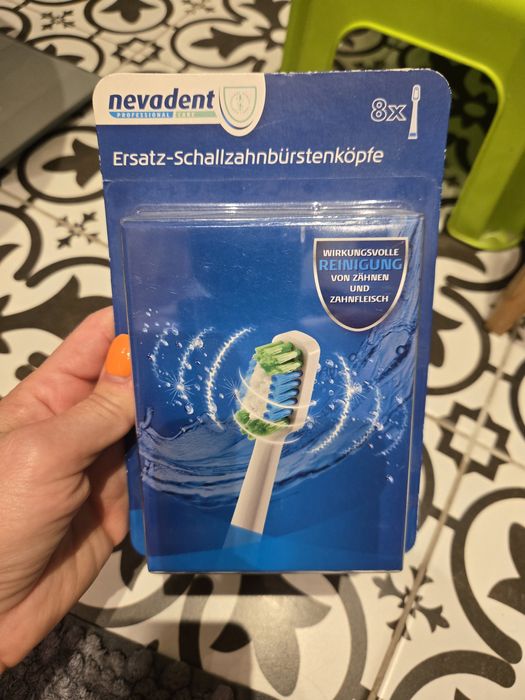 nevadent
PROFESSIONAL CARE
8x
Ersatz-Schallzahnbürstenköpfe
WIRKUNGSVOLLE
REINIGUNG
VON ZÄHNEN
UND
ZAHNFLEISCH